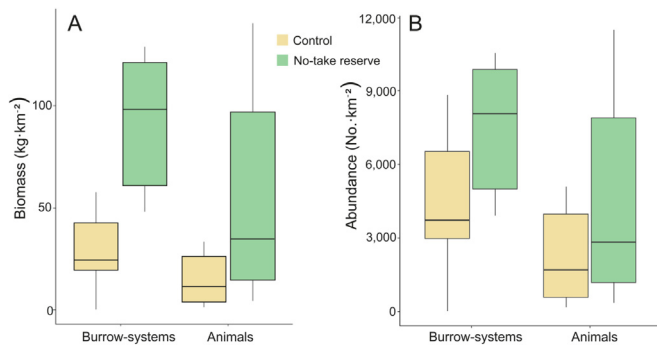 A
Control
No-take reserve
Biomass (kg·km⁻²)
100
50
0
Burrow-systems
Animals
B
Abundance (No.·km⁻²)
12,000
9,000
6,000
3,000
0
Burrow-systems
Animals